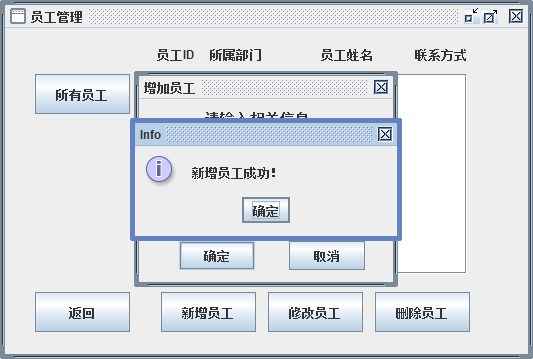 员工管理
员工ID 所属部门 员工姓名 联系方式
所有员工
增加员工
请输入相关信息
Info
新增员工成功!
确定
确定 取消
返回 新增员工 修改员工 删除员工